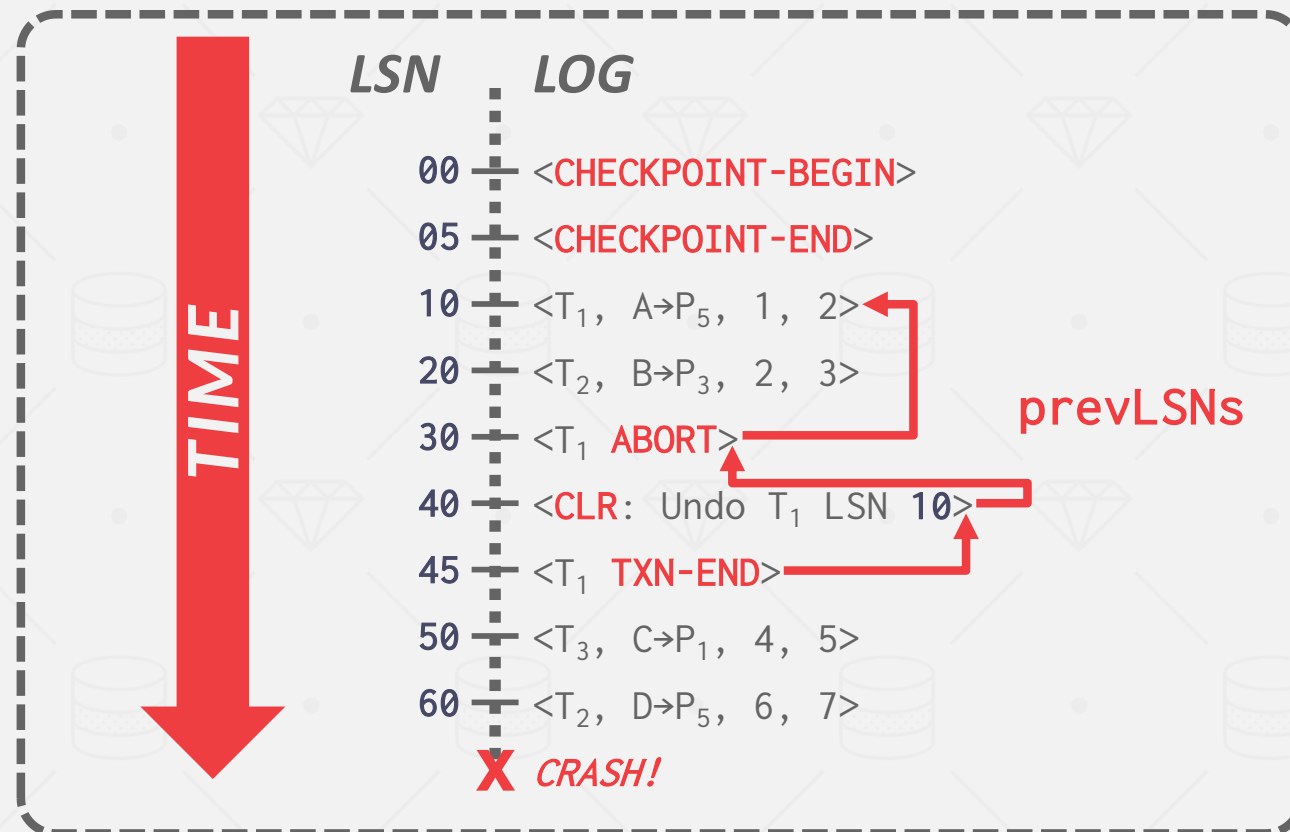 LSN LOG
00 <CHECKPOINT-BEGIN>
05 <CHECKPOINT-END>
10 <T₁, A→P₅, 1, 2>
20 <T₂, B→P₃, 2, 3>
prevLSNs
30 <T₁ ABORT>
40 <CLR: Undo T₁ LSN 10>
45 <T₁ TXN-END>
50 <T₃, C→P₁, 4, 5>
60 <T₂, D→P₅, 6, 7>
X CRASH!
TIME